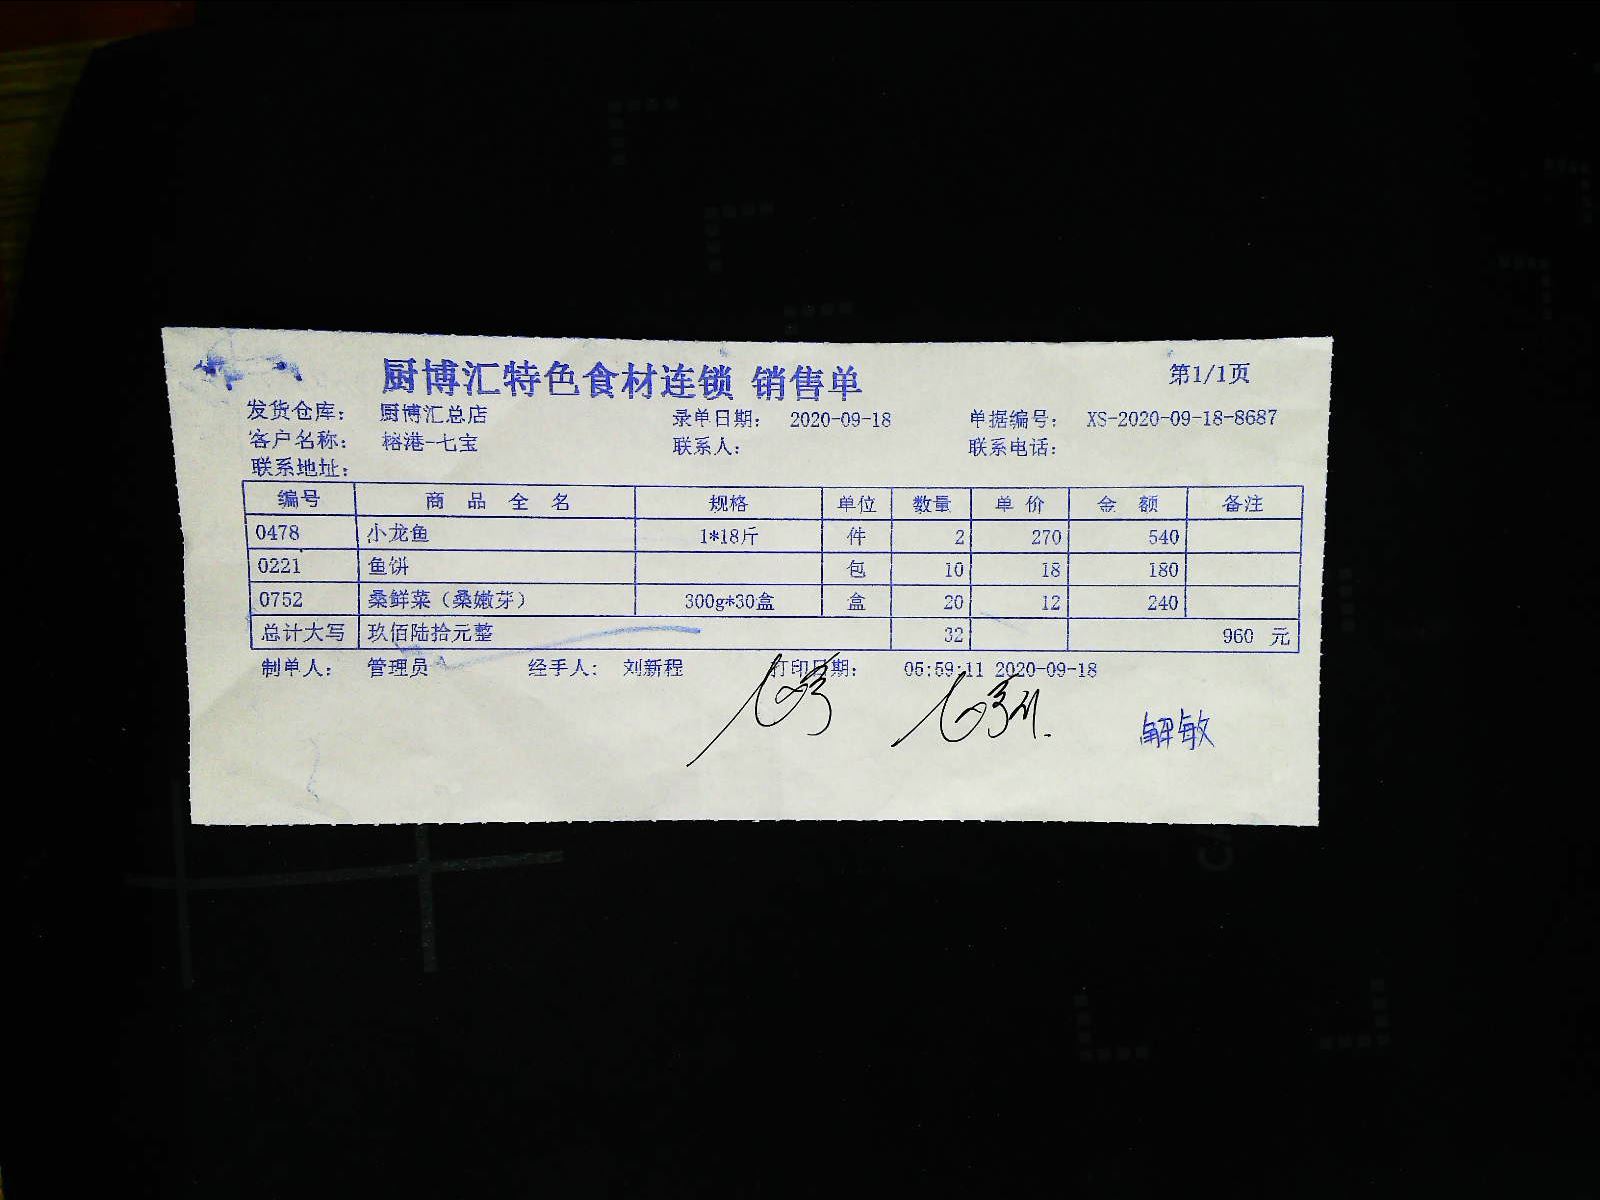 厨博汇特色食材连锁 销售单 第1/1页
发货仓库: 厨博汇总店 录单日期: 2020-09-18 单据编号: XS-2020-09-18-8687
客户名称: 榕港-七宝 联系人: 联系电话:
联系地址:
编号 商品全名 规格 单位 数量 单价 金额 备注
0478 小龙鱼 1*18斤 件 2 270 540
0221 鱼饼 包 10 18 180
0752 桑鲜菜（桑嫩芽） 300g*30盒 盒 20 12 240
总计大写 玖佰陆拾元整 32 960 元
制单人: 管理员 经手人: 刘新程 打印日期: 05:59:11 2020-09-18
解敏